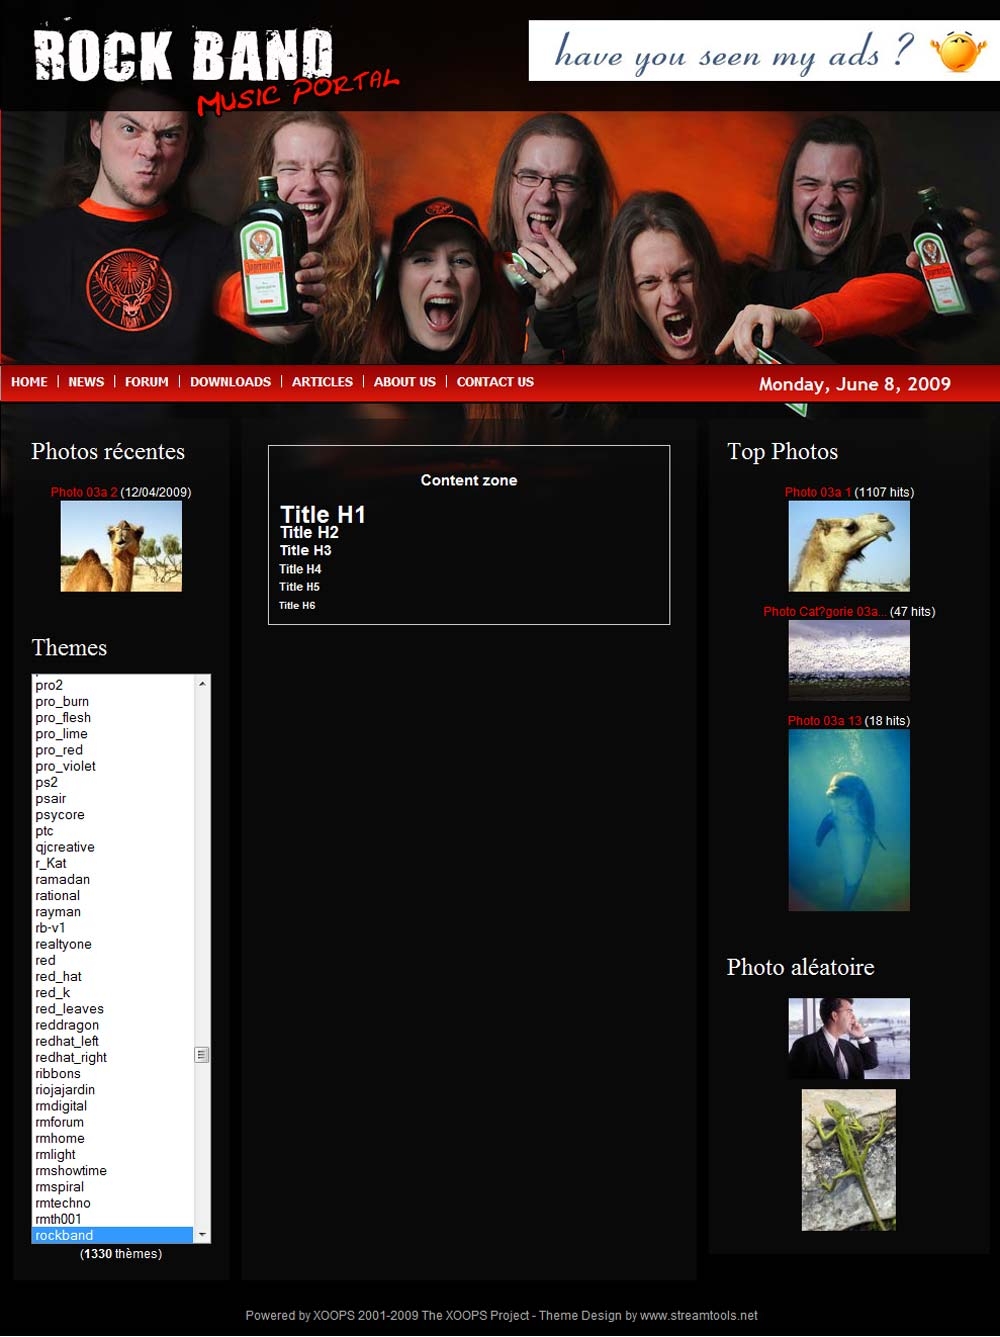 ROCK BAND
MUSIC PORTAL
have you seen my ads ?
Jägermeister
HOME NEWS FORUM DOWNLOADS ARTICLES ABOUT US CONTACT US
Monday, June 8, 2009
Photos récentes
Photo 03a 2 (12/04/2009)
Themes
pro2
pro_burn
pro_flesh
pro_lime
pro_red
pro_violet
ps2
psair
psycore
ptc
qjcreative
r_Kat
ramadan
rational
rayman
rb-v1
realtyone
red
red_hat
red_k
red_leaves
reddragon
redhat_left
redhat_right
ribbons
riojajardin
rmdigital
rmforum
rmhome
rmlight
rmshowtime
rmspiral
rmtechno
rmth001
rockband
(1330 thèmes)
Content zone
Title H1
Title H2
Title H3
Title H4
Title H5
Title H6
Top Photos
Photo 03a 1 (1107 hits)
Photo Cat?gorie 03a... (47 hits)
Photo 03a 13 (18 hits)
Photo aléatoire
Powered by XOOPS 2001-2009 The XOOPS Project - Theme Design by www.streamtools.net